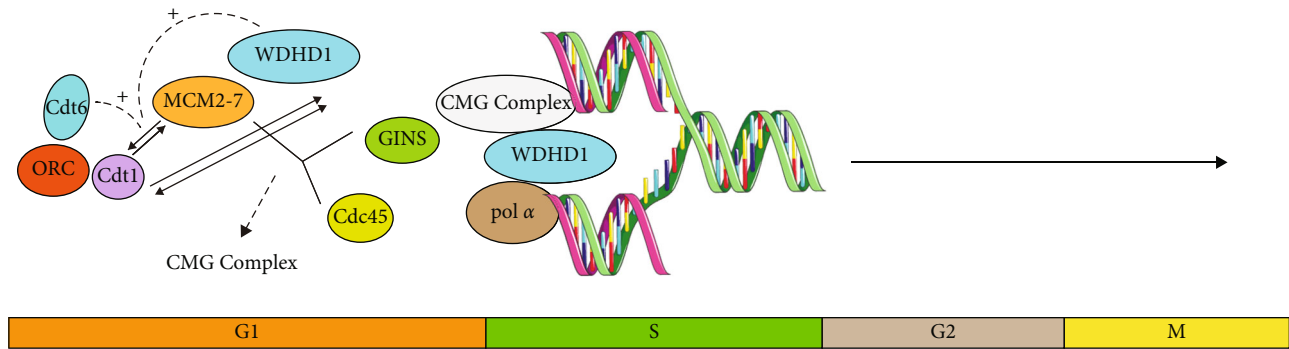 +
WDHD1
Cdt6
+
MCM2-7
CMG Complex
GINS
WDHD1
ORC
Cdt1
Cdc45
pol α
CMG Complex
G1
S
G2
M